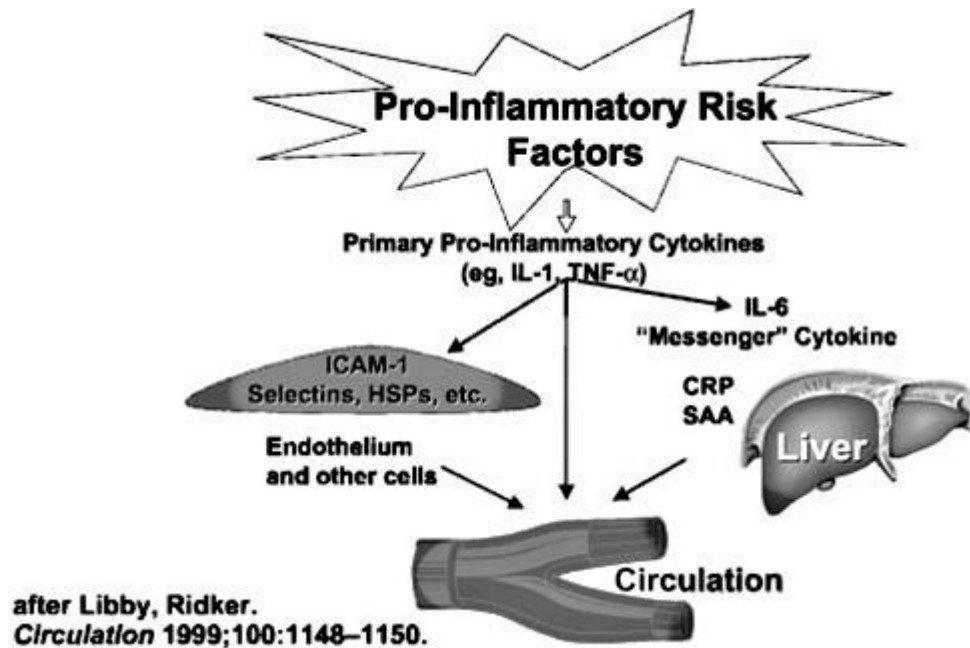 Pro-Inflammatory Risk
Factors
Primary Pro-Inflammatory Cytokines
(eg, IL-1, TNF-α)
IL-6
"Messenger" Cytokine
ICAM-1
Selectins, HSPs, etc.
CRP
SAA
Liver
Endothelium
and other cells
Circulation
after Libby, Ridker.
Circulation 1999;100:1148–1150.